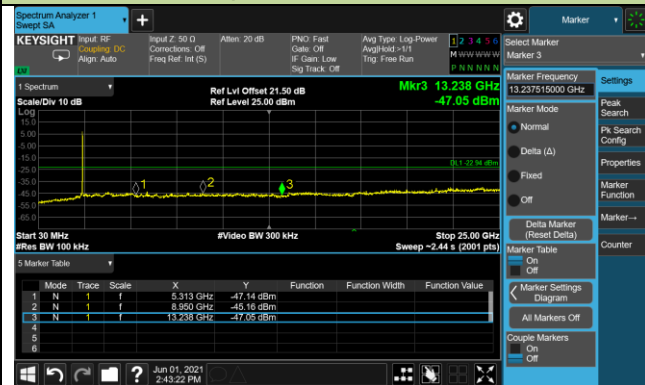 Spectrum Analyzer 1
Swept SA
+
Marker
KEYSIGHT
Input: RF
Coupling: DC
Align: Auto
Input Z: 50 Ω
Corrections: Off
Freq Ref: Int (S)
Atten: 20 dB
PNO: Fast
Gate: Off
IF Gain: Low
Sig Track: Off
Avg Type: Log-Power
Avg|Hold:>1/1
Trig: Free Run
1 2 3 4 5 6
M W W W W W
P N N N N N
Select Marker
Marker 3
1 Spectrum
Scale/Div 10 dB
Ref Lvl Offset 21.50 dB
Ref Level 25.00 dBm
Mkr3 13.238 GHz
-47.05 dBm
Log
15.0
5.00
-5.00
-15.0
-25.0
-35.0
-45.0
-55.0
-65.0
DL1 -22.94 dBm
1
2
3
Start 30 MHz
#Res BW 100 kHz
#Video BW 300 kHz
Stop 25.00 GHz
Sweep ~2.44 s (2001 pts)
5 Marker Table
Mode Trace Scale X Y Function Function Width Function Value
1 N 1 f 5.313 GHz -47.14 dBm
2 N 1 f 8.950 GHz -45.16 dBm
3 N 1 f 13.238 GHz -47.05 dBm
4
5
6
Marker Frequency
13.237515000 GHz
Marker Mode
Normal
Delta (Δ)
Fixed
Off
Delta Marker
(Reset Delta)
Marker Table
On
Off
Marker Settings
Diagram
All Markers Off
Couple Markers
On
Off
Settings
Peak
Search
Pk Search
Config
Properties
Marker
Function
Marker→
Counter
?
Jun 01, 2021
2:43:22 PM